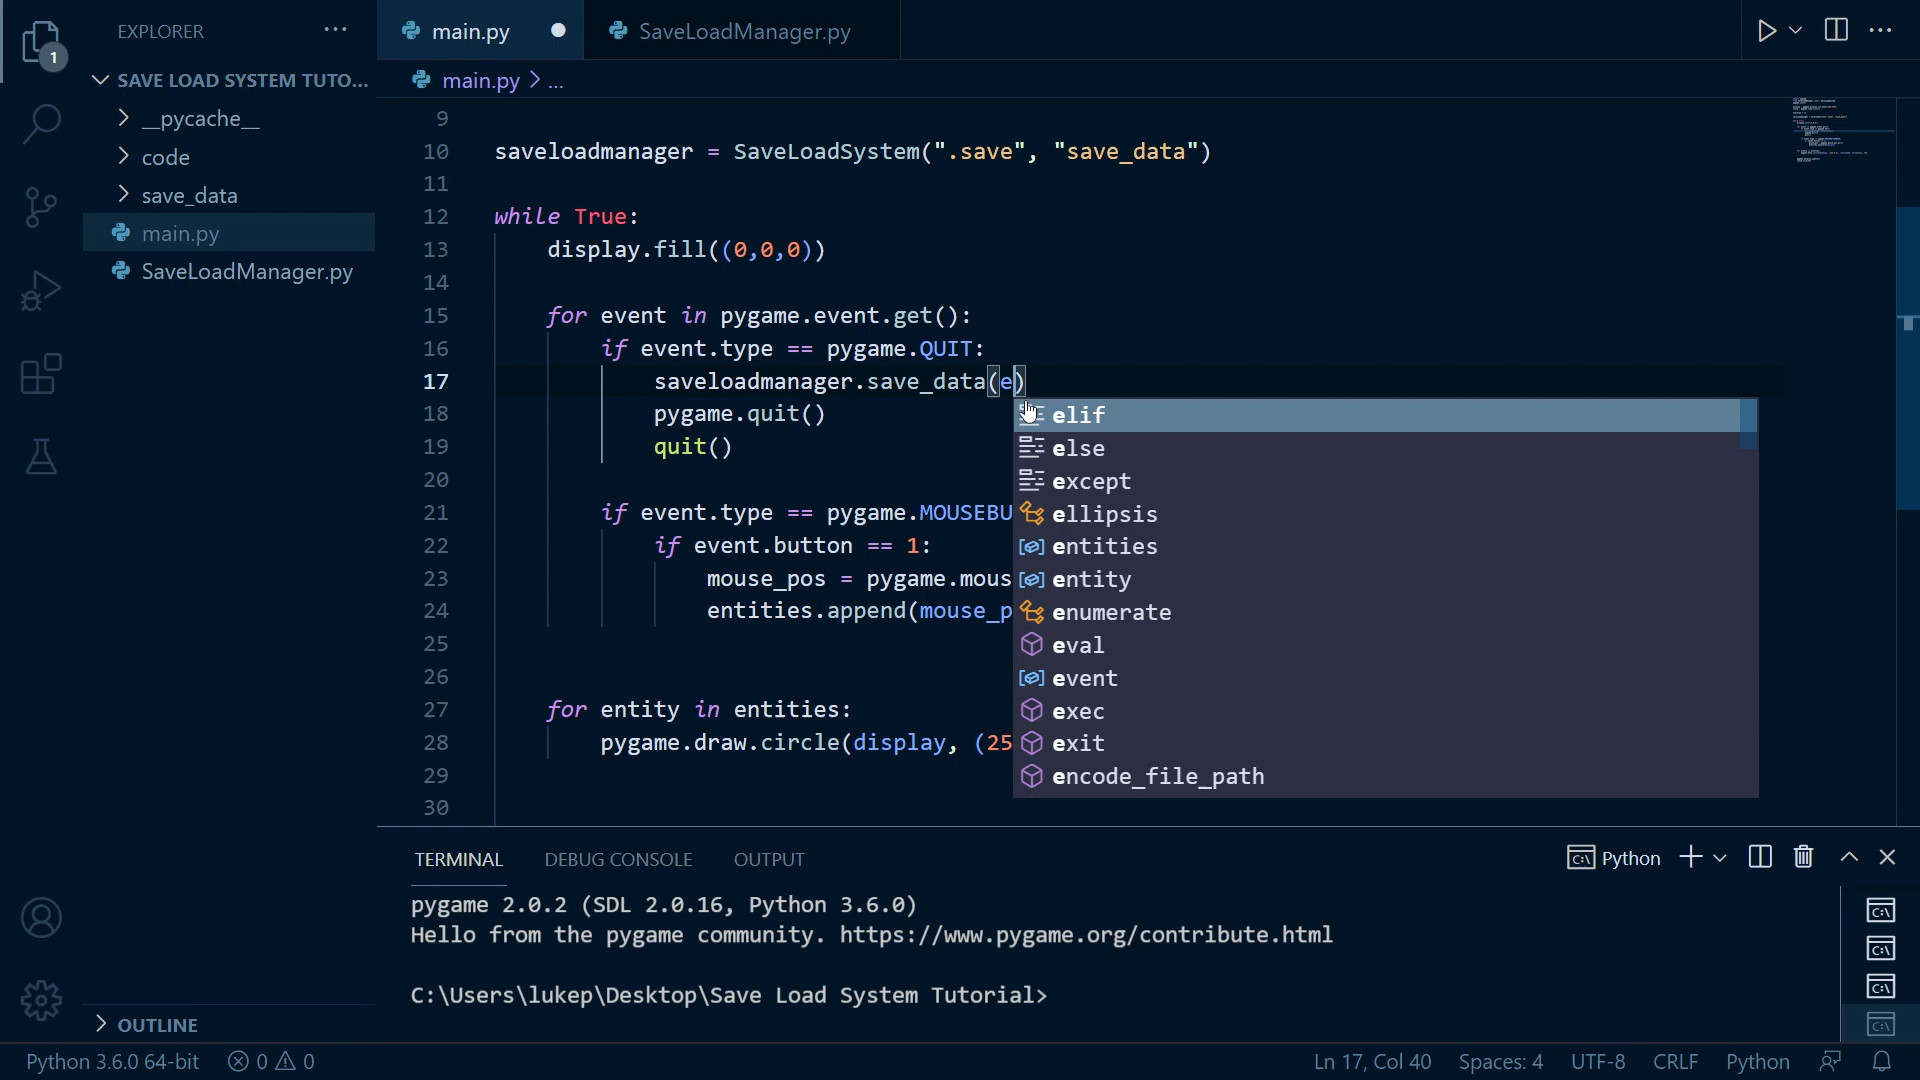 1
EXPLORER
SAVE LOAD SYSTEM TUTO...
__pycache__
code
save_data
main.py
SaveLoadManager.py
main.py
SaveLoadManager.py
main.py > ...
9
10 saveloadmanager = SaveLoadSystem(".save", "save_data")
11
12 while True:
13 display.fill((0,0,0))
14
15 for event in pygame.event.get():
16 if event.type == pygame.QUIT:
17 saveloadmanager.save_data(e)
18 pygame.quit()
19 quit()
20
21 if event.type == pygame.MOUSEBU
22 if event.button == 1:
23 mouse_pos = pygame.mous
24 entities.append(mouse_p
25
26
27 for entity in entities:
28 pygame.draw.circle(display, (25
29
30
elif
else
except
ellipsis
entities
entity
enumerate
eval
event
exec
exit
encode_file_path
TERMINAL DEBUG CONSOLE OUTPUT
Python
pygame 2.0.2 (SDL 2.0.16, Python 3.6.0)
Hello from the pygame community. https://www.pygame.org/contribute.html
C:\Users\lukep\Desktop\Save Load System Tutorial>
OUTLINE
Python 3.6.0 64-bit 0 0 Ln 17, Col 40 Spaces: 4 UTF-8 CRLF Python